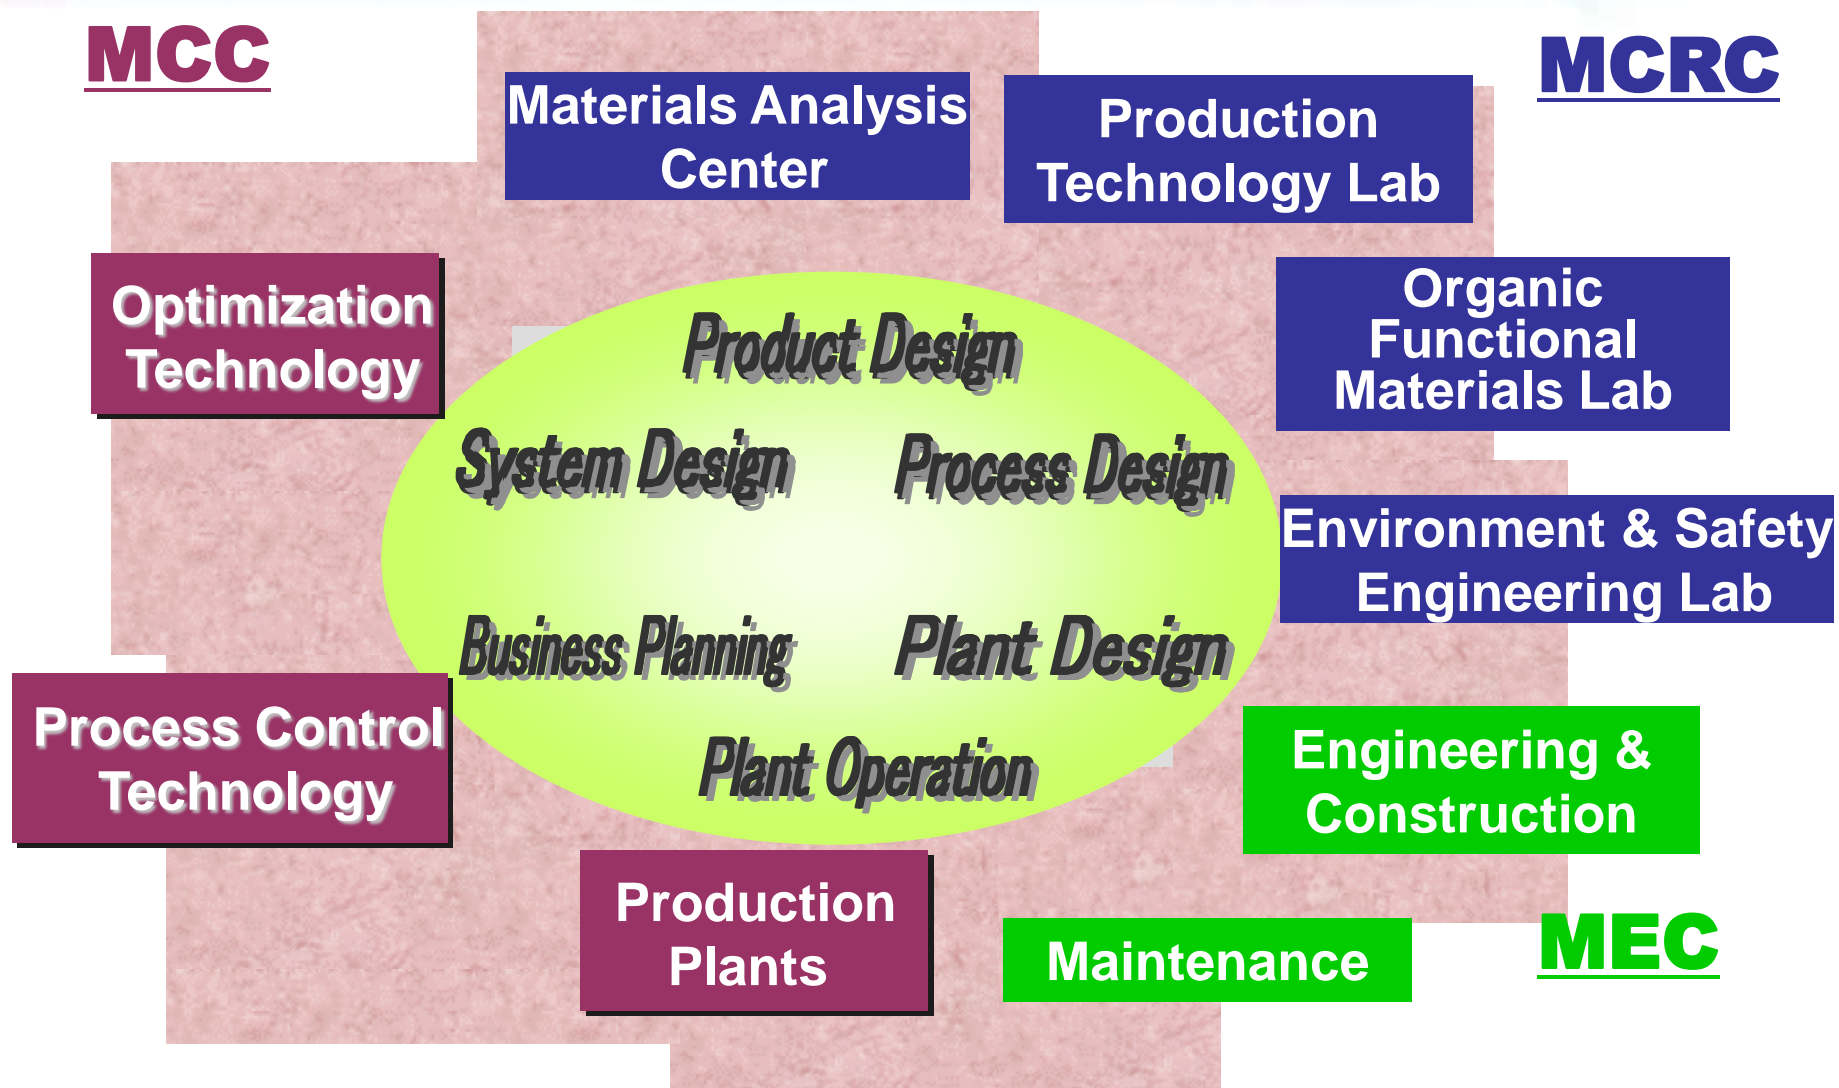 MCC
MCRC
Materials Analysis
Center
Production
Technology Lab
Optimization
Technology
Organic
Functional
Materials Lab
Product Design
System Design
Process Design
Environment & Safety
Engineering Lab
Business Planning
Plant Design
Process Control
Technology
Plant Operation
Engineering &
Construction
Production
Plants
Maintenance
MEC